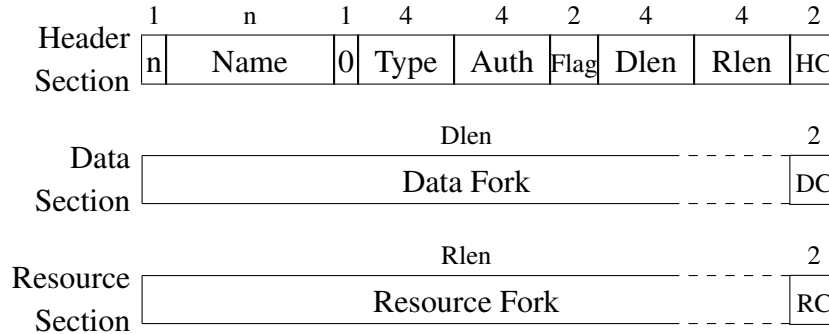 1 n 1 4 4 2 4 4 2
Header Section
n Name 0 Type Auth Flag Dlen Rlen HC
Dlen 2
Data Section
Data Fork DC
Rlen 2
Resource Section
Resource Fork RC